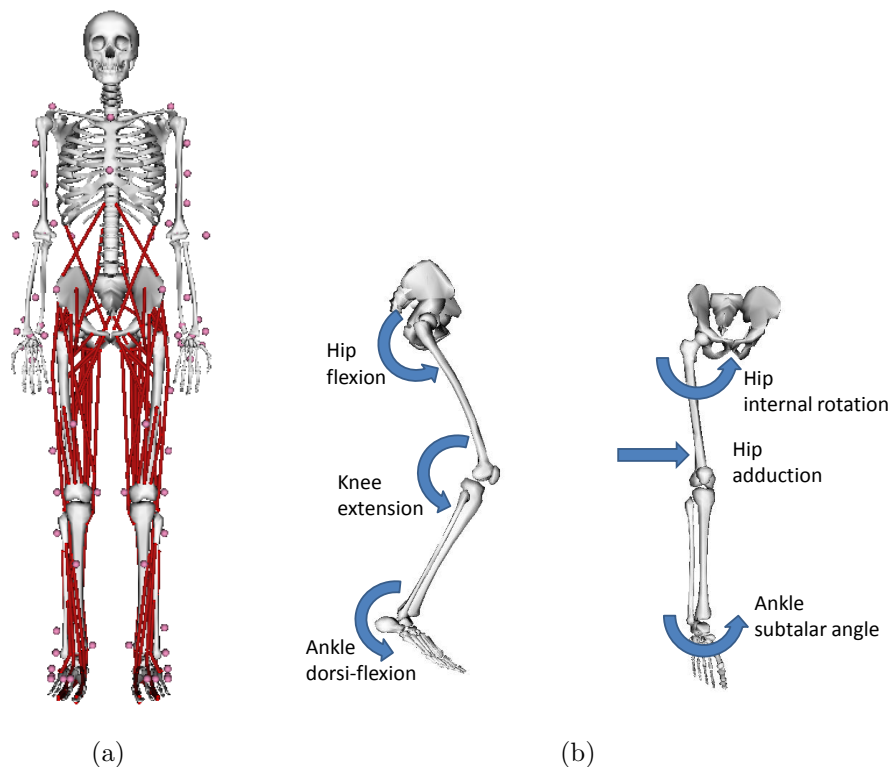 Hip
flexion
Knee
extension
Ankle
dorsi-flexion
Hip
internal rotation
Hip
adduction
Ankle
subtalar angle
(a)
(b)